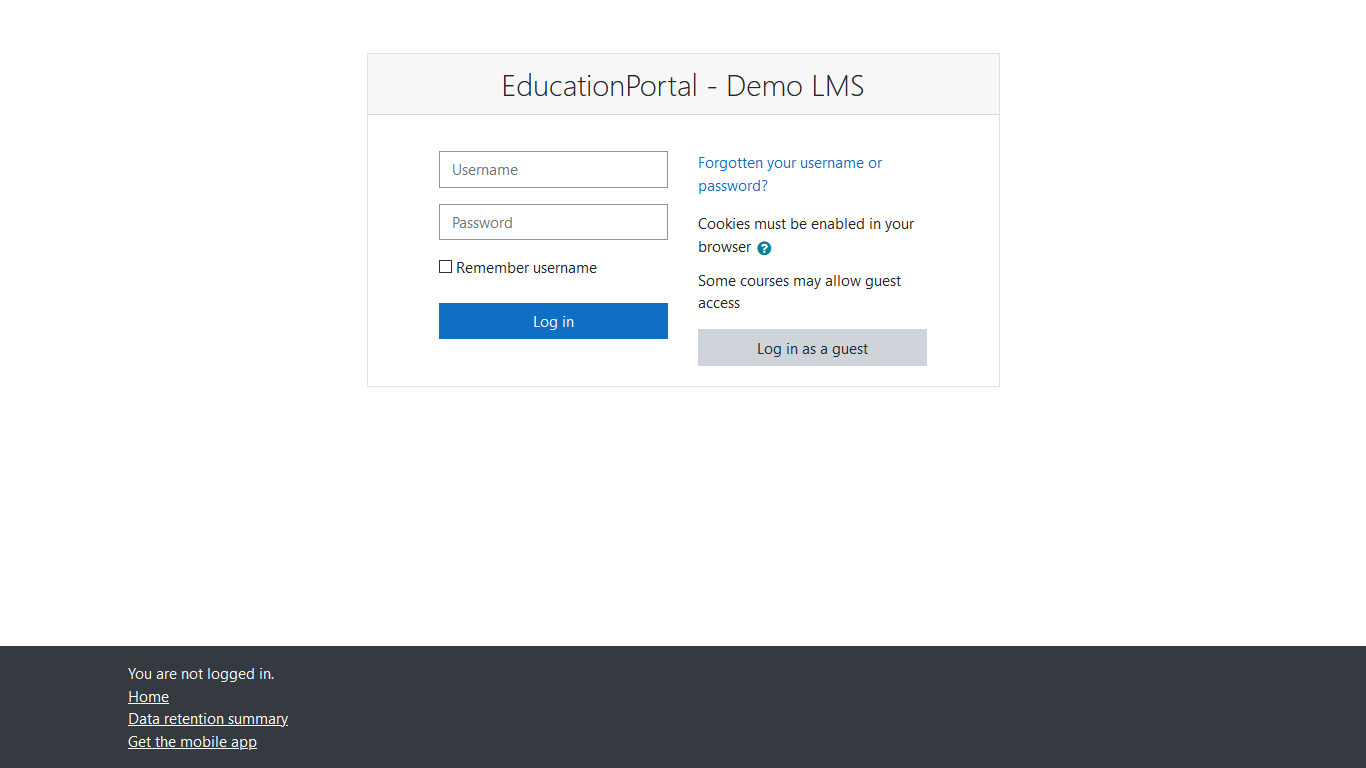 EducationPortal - Demo LMS
Username
Password
Remember username
Log in
Forgotten your username or
password?
Cookies must be enabled in your
browser
Some courses may allow guest
access
Log in as a guest
You are not logged in.
Home
Data retention summary
Get the mobile app